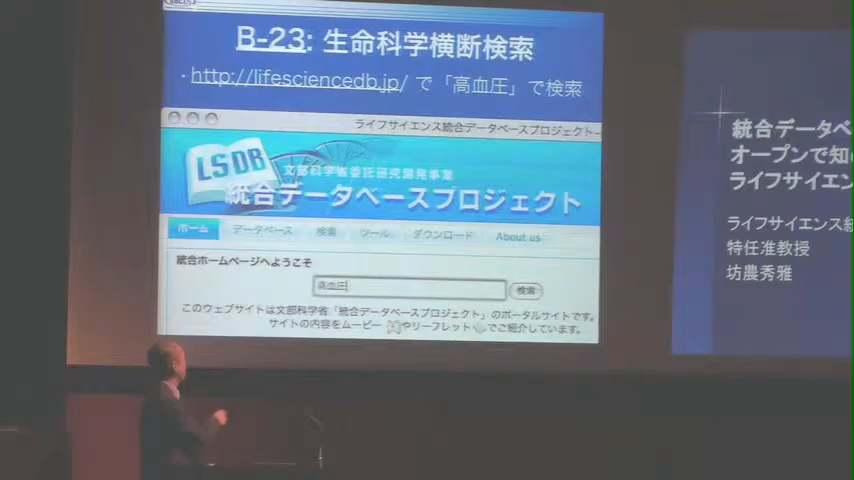 B-23: 生命科学横断検索
・http://lifesciencedb.jp/ で「高血圧」で検索
ライフサイエンス統合データベースプロジェクト
LSDB
文部科学省委託研究開発事業
統合データベースプロジェクト
ホーム データベース 検索 ツール ダウンロード About us
統合ホームページへようこそ
高血圧 検索
このウェブサイトは文部科学省「統合データベースプロジェクト」のポータルサイトです。
サイトの内容をムービー やリーフレット でご紹介しています。
統合データベ
オープンで知
ライフサイエン
ライフサイエンス統
特任准教授
坊農秀雅